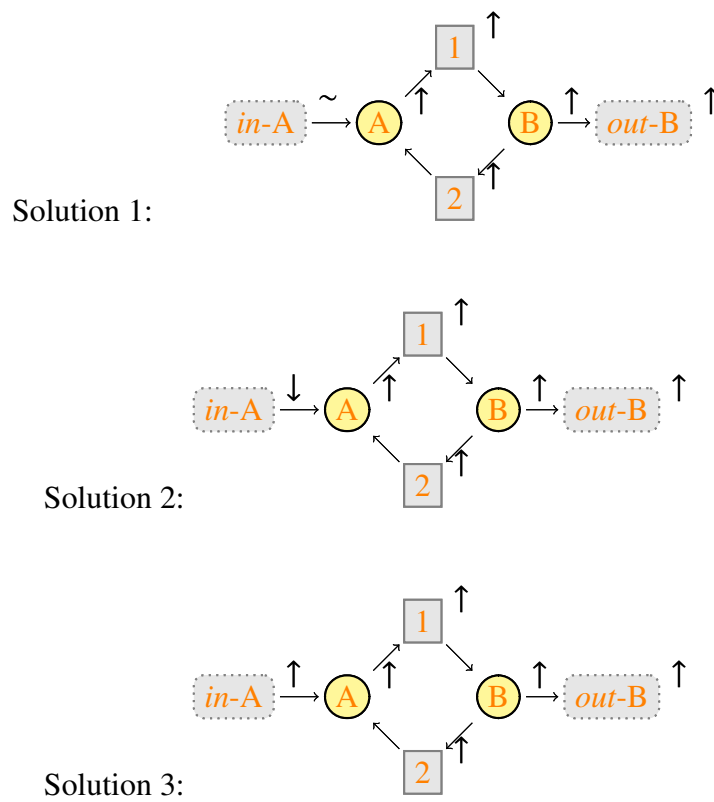 1 ↑
in-A ~ A ↑ B ↑ out-B ↑
2 ↑
Solution 1:
1 ↑
in-A ↓ A ↑ B ↑ out-B ↑
2 ↑
Solution 2:
1 ↑
in-A ↑ A ↑ B ↑ out-B ↑
2 ↑
Solution 3: